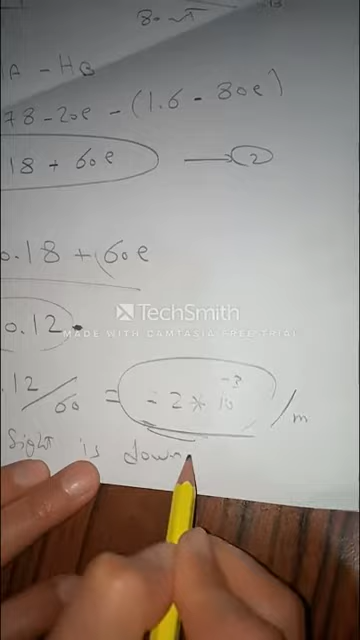 80 -
A - HB
78-20e - (1.6 - 80e)
18 + 60e → 2
0.18 + 60e
0.12
TechSmith
MADE WITH CAMTASIA FREE TRIAL
.12/60 = - 2 * 10^-3 /m
Sight is down